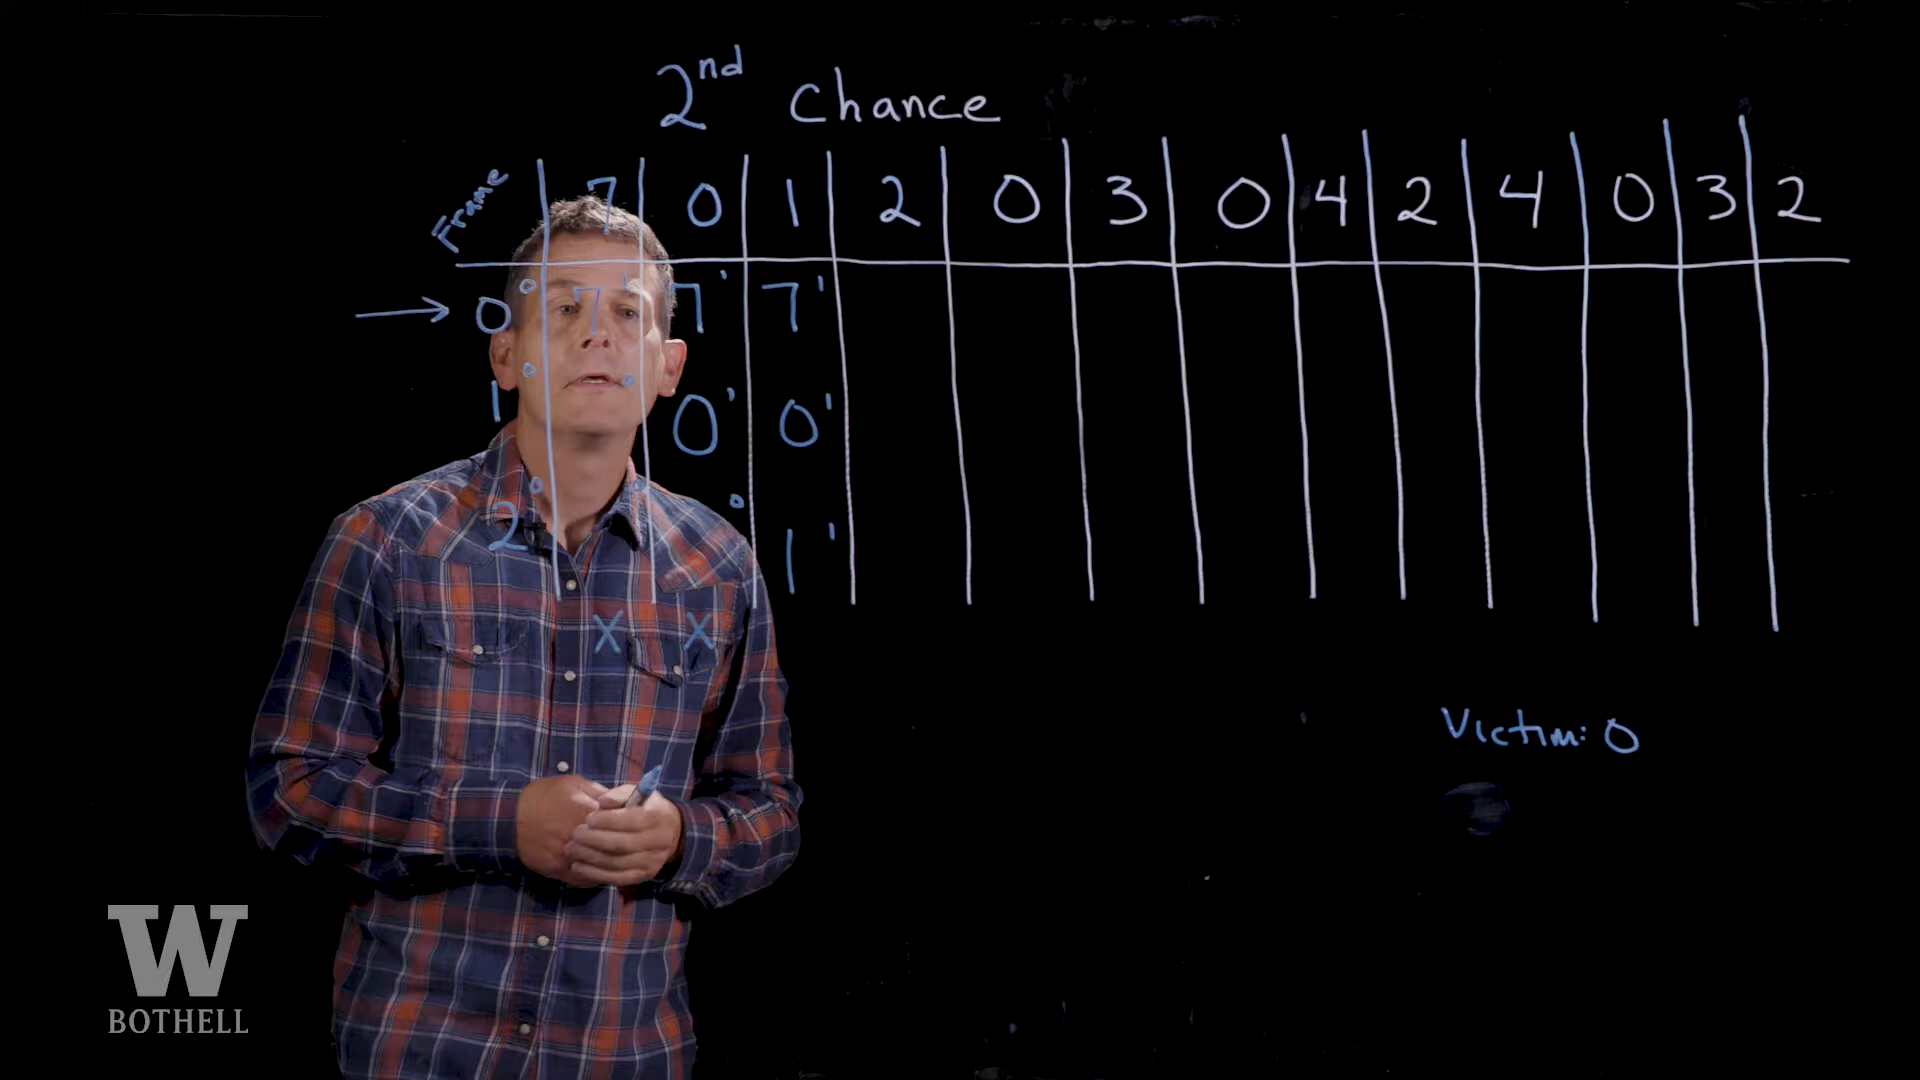 2nd Chance
Frame 7 0 1 2 0 3 0 4 2 4 0 3 2
→ 0° 7' 7' 7'
1° ° 0' 0'
2° ° ° 1'
X X
Victim: 0
W
BOTHELL